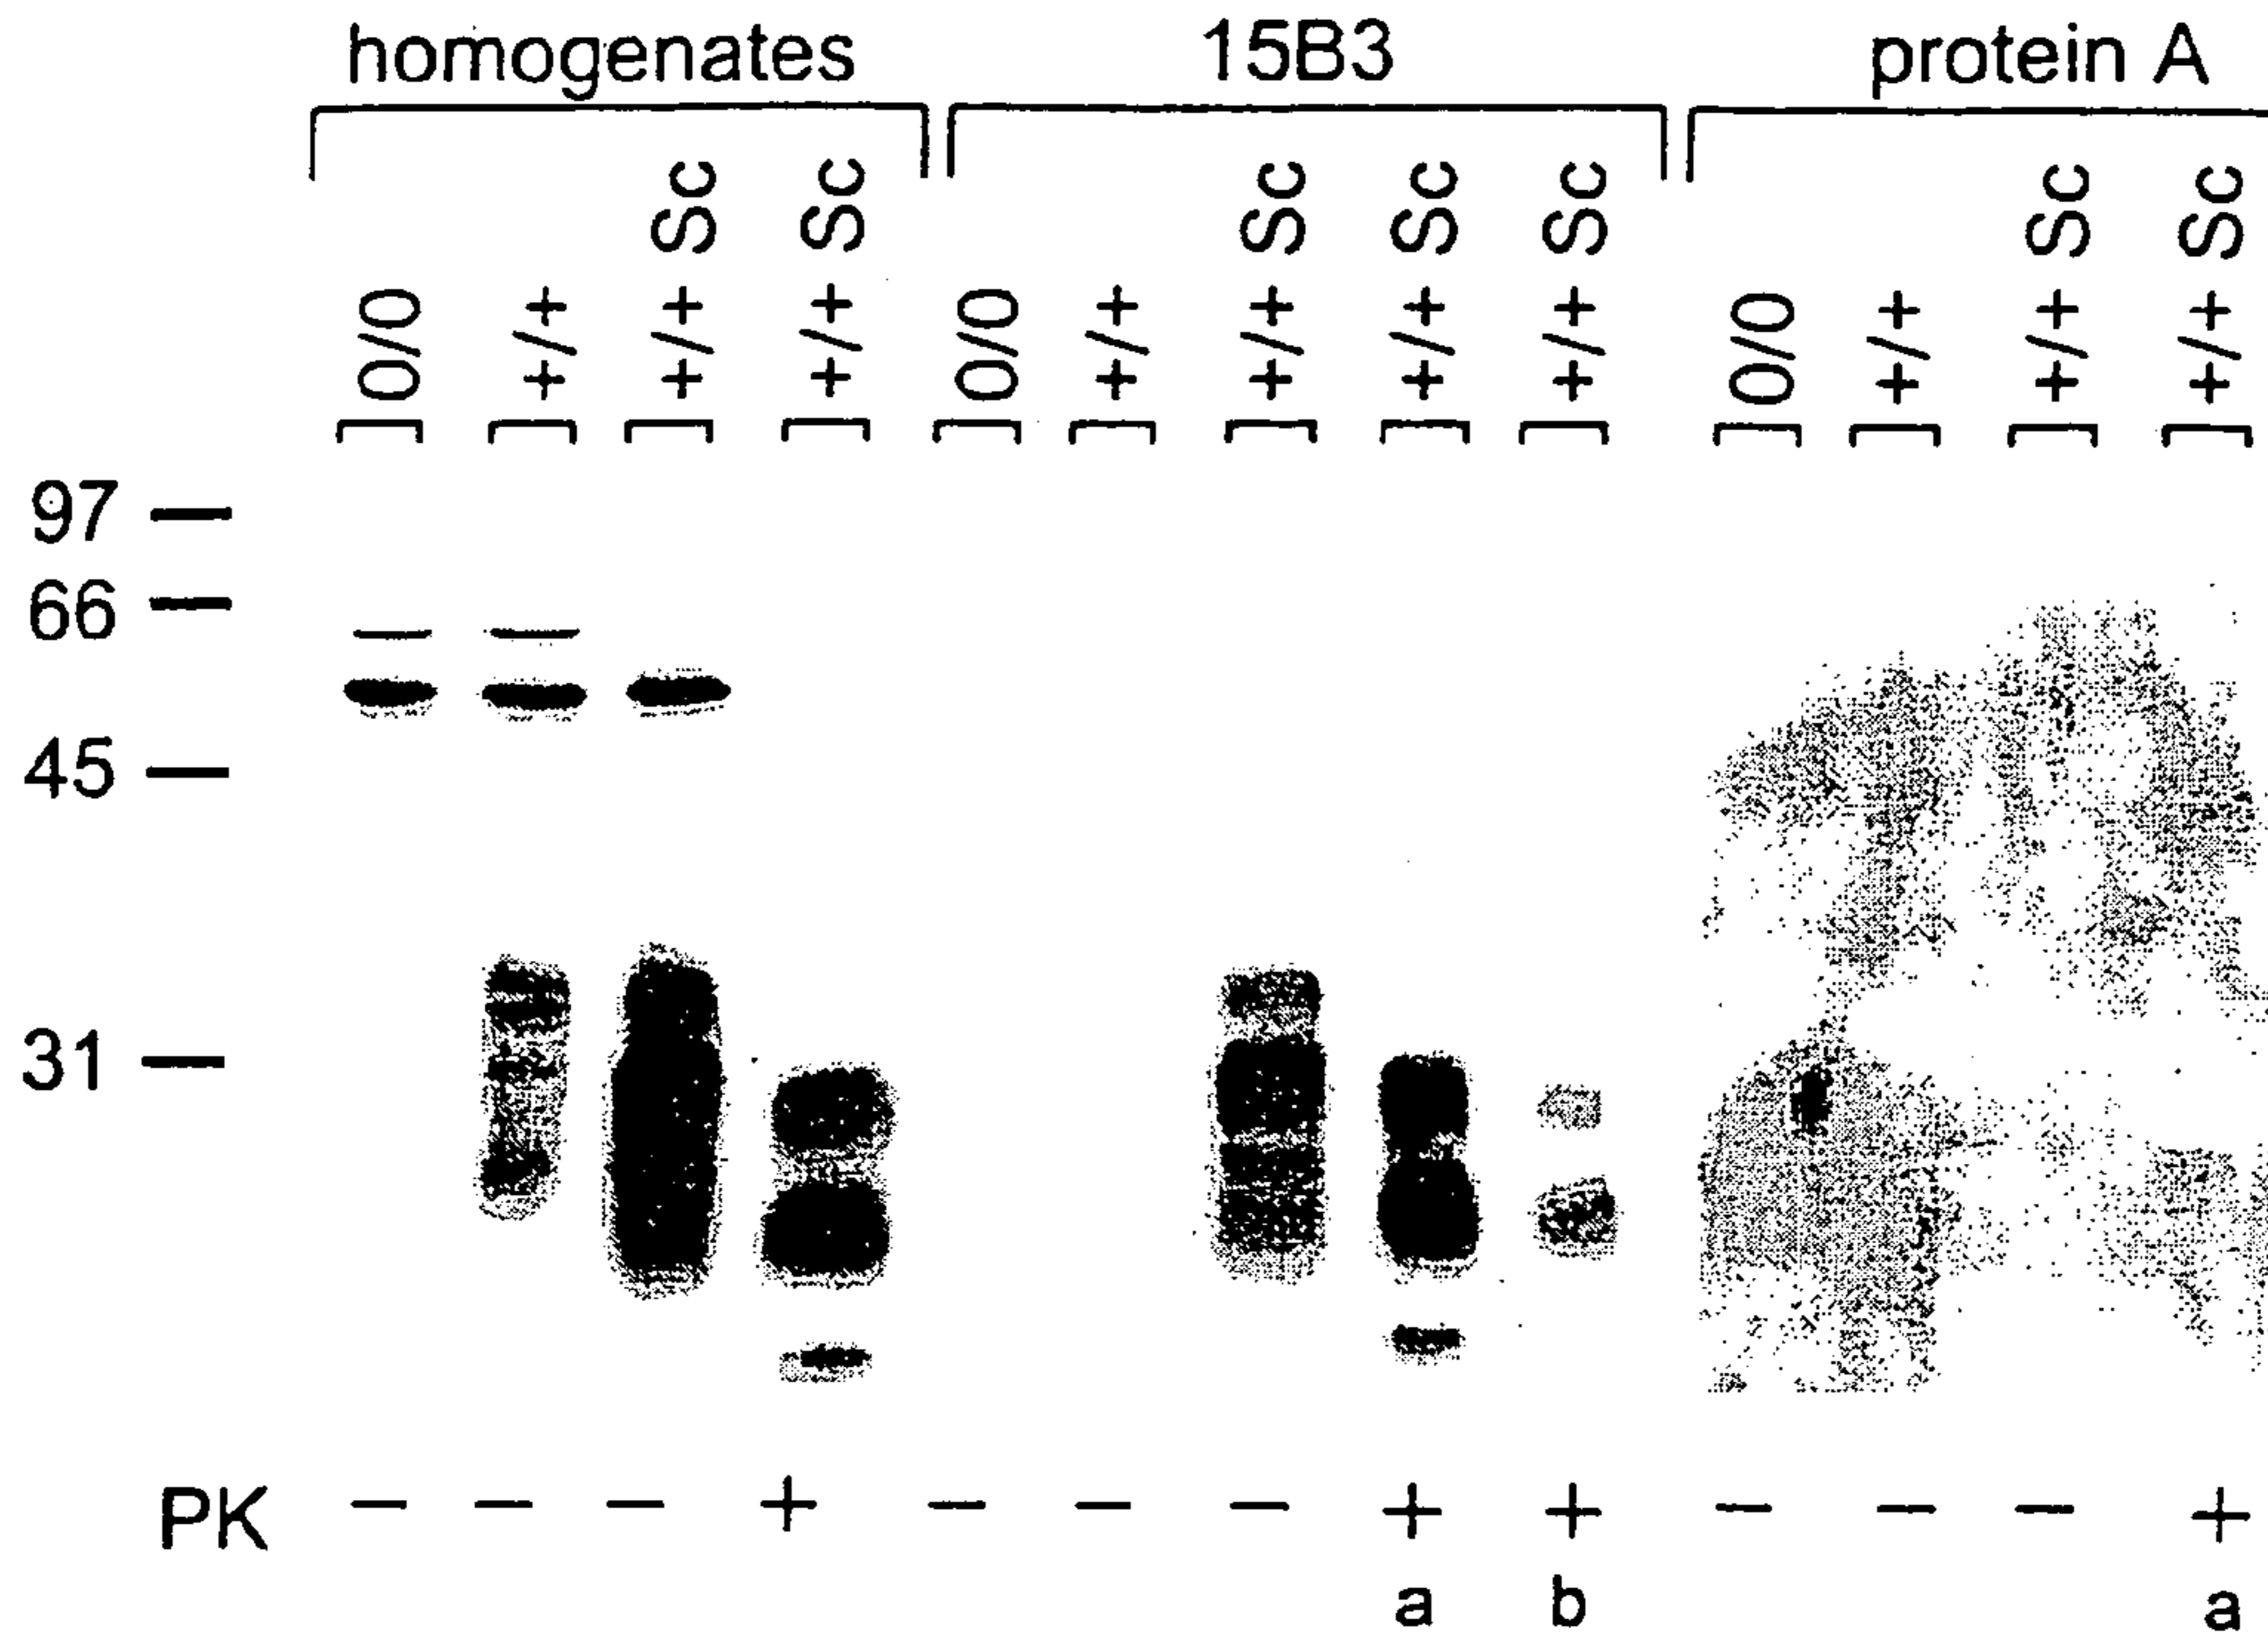 homogenates 15B3 protein A
0/0 +/+ +/+ Sc +/+ Sc 0/0 +/+ +/+ Sc +/+ Sc +/+ Sc 0/0 +/+ +/+ Sc +/+ Sc
97
66
45
31
PK − − − + − − − + + − − − +
a b a